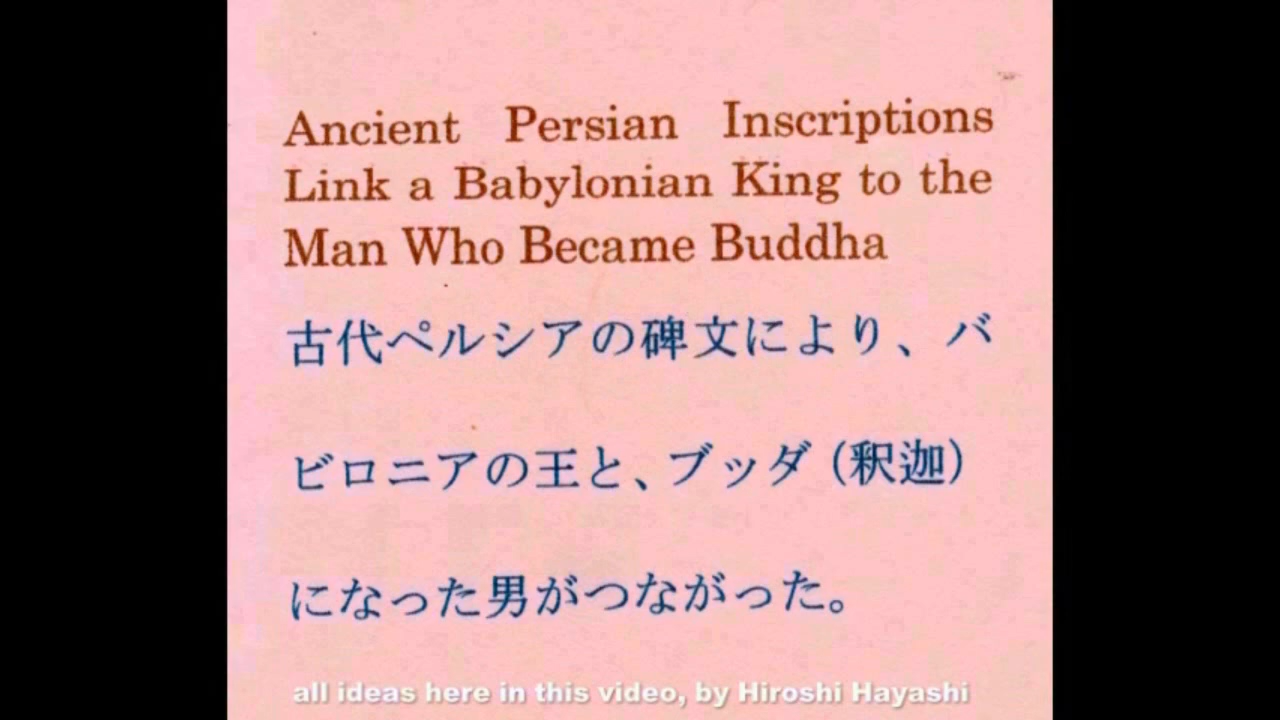 Ancient Persian Inscriptions
Link a Babylonian King to the
Man Who Became Buddha
古代ペルシアの碑文により、バ
ビロニアの王と、ブッダ（釈迦）
になった男がつながった。
all ideas here in this video, by Hiroshi Hayashi